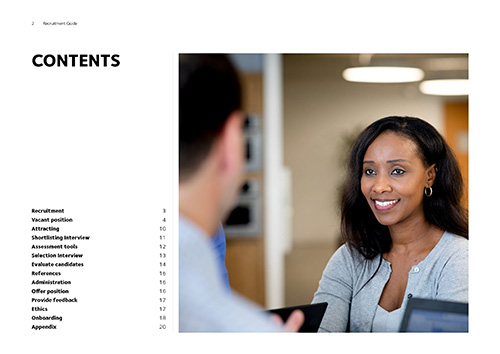 2 Recruitment Guide
CONTENTS
Recruitment 3
Vacant position 4
Attracting 10
Shortlisting Interview 11
Assessment tools 12
Selection Interview 13
Evaluate candidates 14
References 16
Administration 16
Offer position 16
Provide feedback 17
Ethics 17
Onboarding 18
Appendix 20